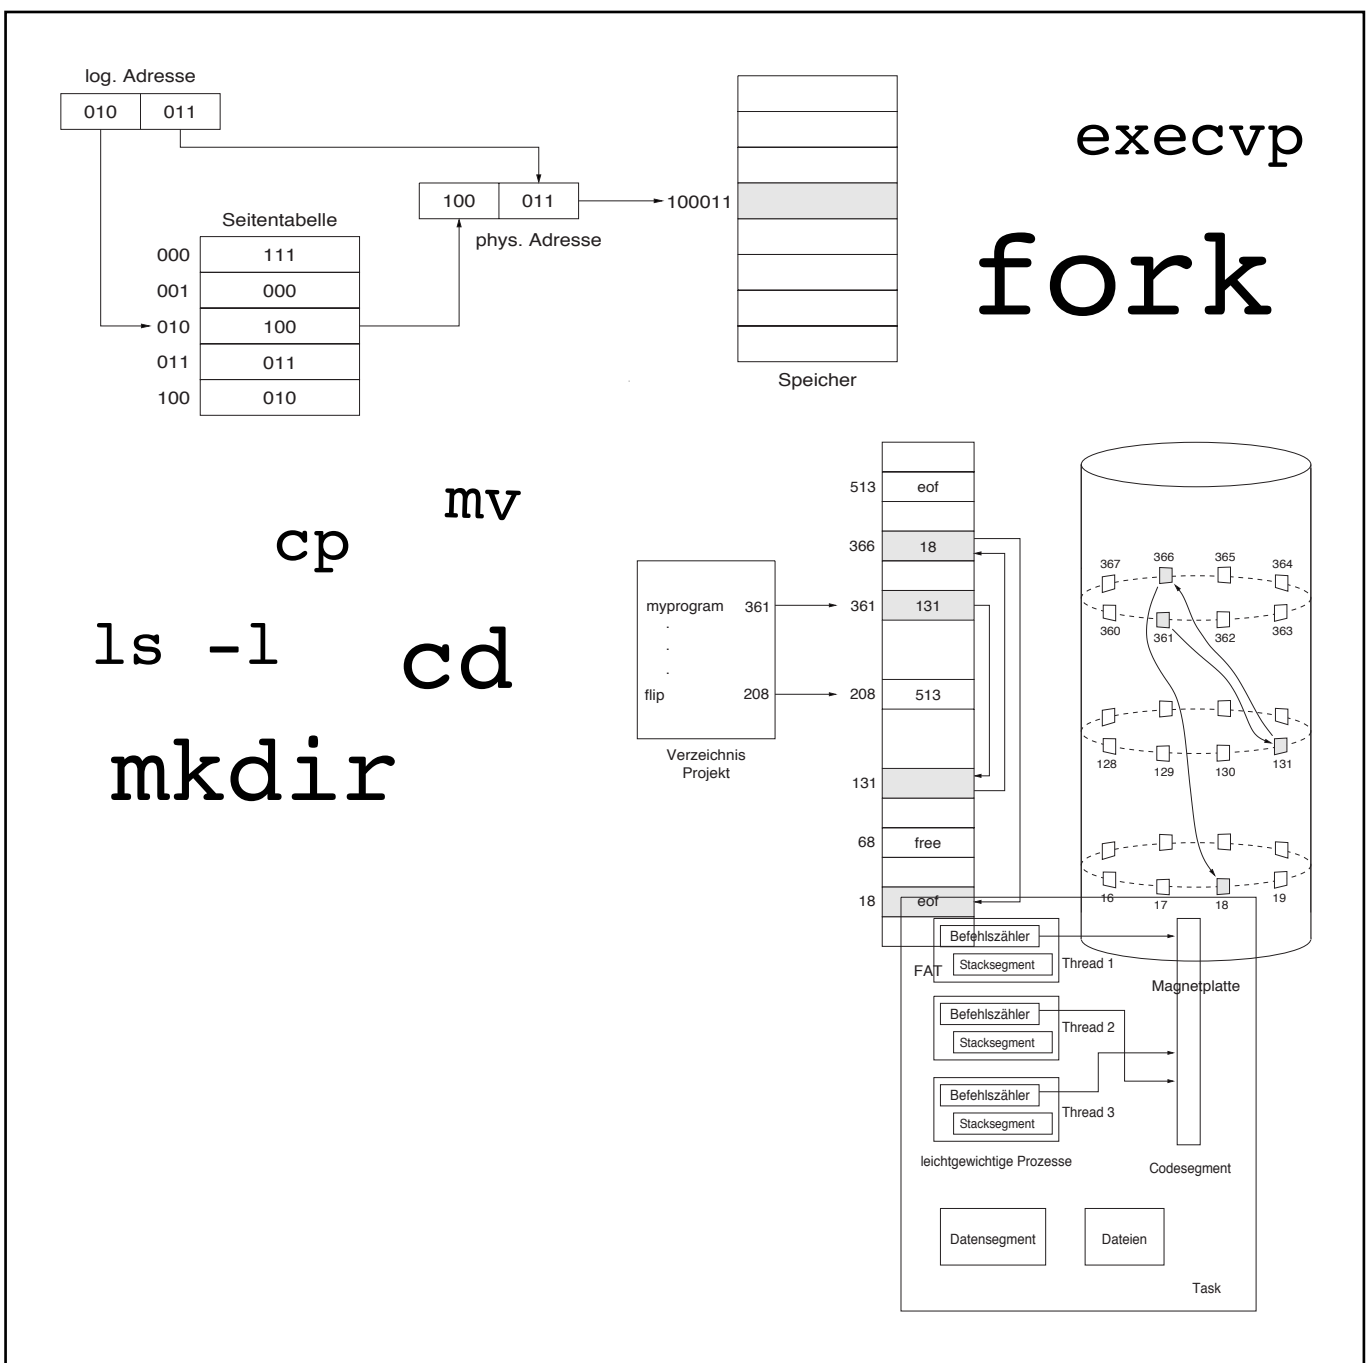 log. Adresse
010 011
100 011
phys. Adresse
100011
Speicher
Seitentabelle
000 111
001 000
010 100
011 011
100 010
execvp
fork
mv
cp
ls -l
cd
mkdir
myprogram 361
.
.
.
flip 208
Verzeichnis
Projekt
513 eof
366 18
361 131
208 513
131
68 free
18 eof
FAT
367 366 365 364
360 361 362 363
128 129 130 131
16 17 18 19
Magnetplatte
Befehlszähler
Stacksegment
Thread 1
Befehlszähler
Stacksegment
Thread 2
Befehlszähler
Stacksegment
Thread 3
leichtgewichtige Prozesse
Codesegment
Datensegment
Dateien
Task